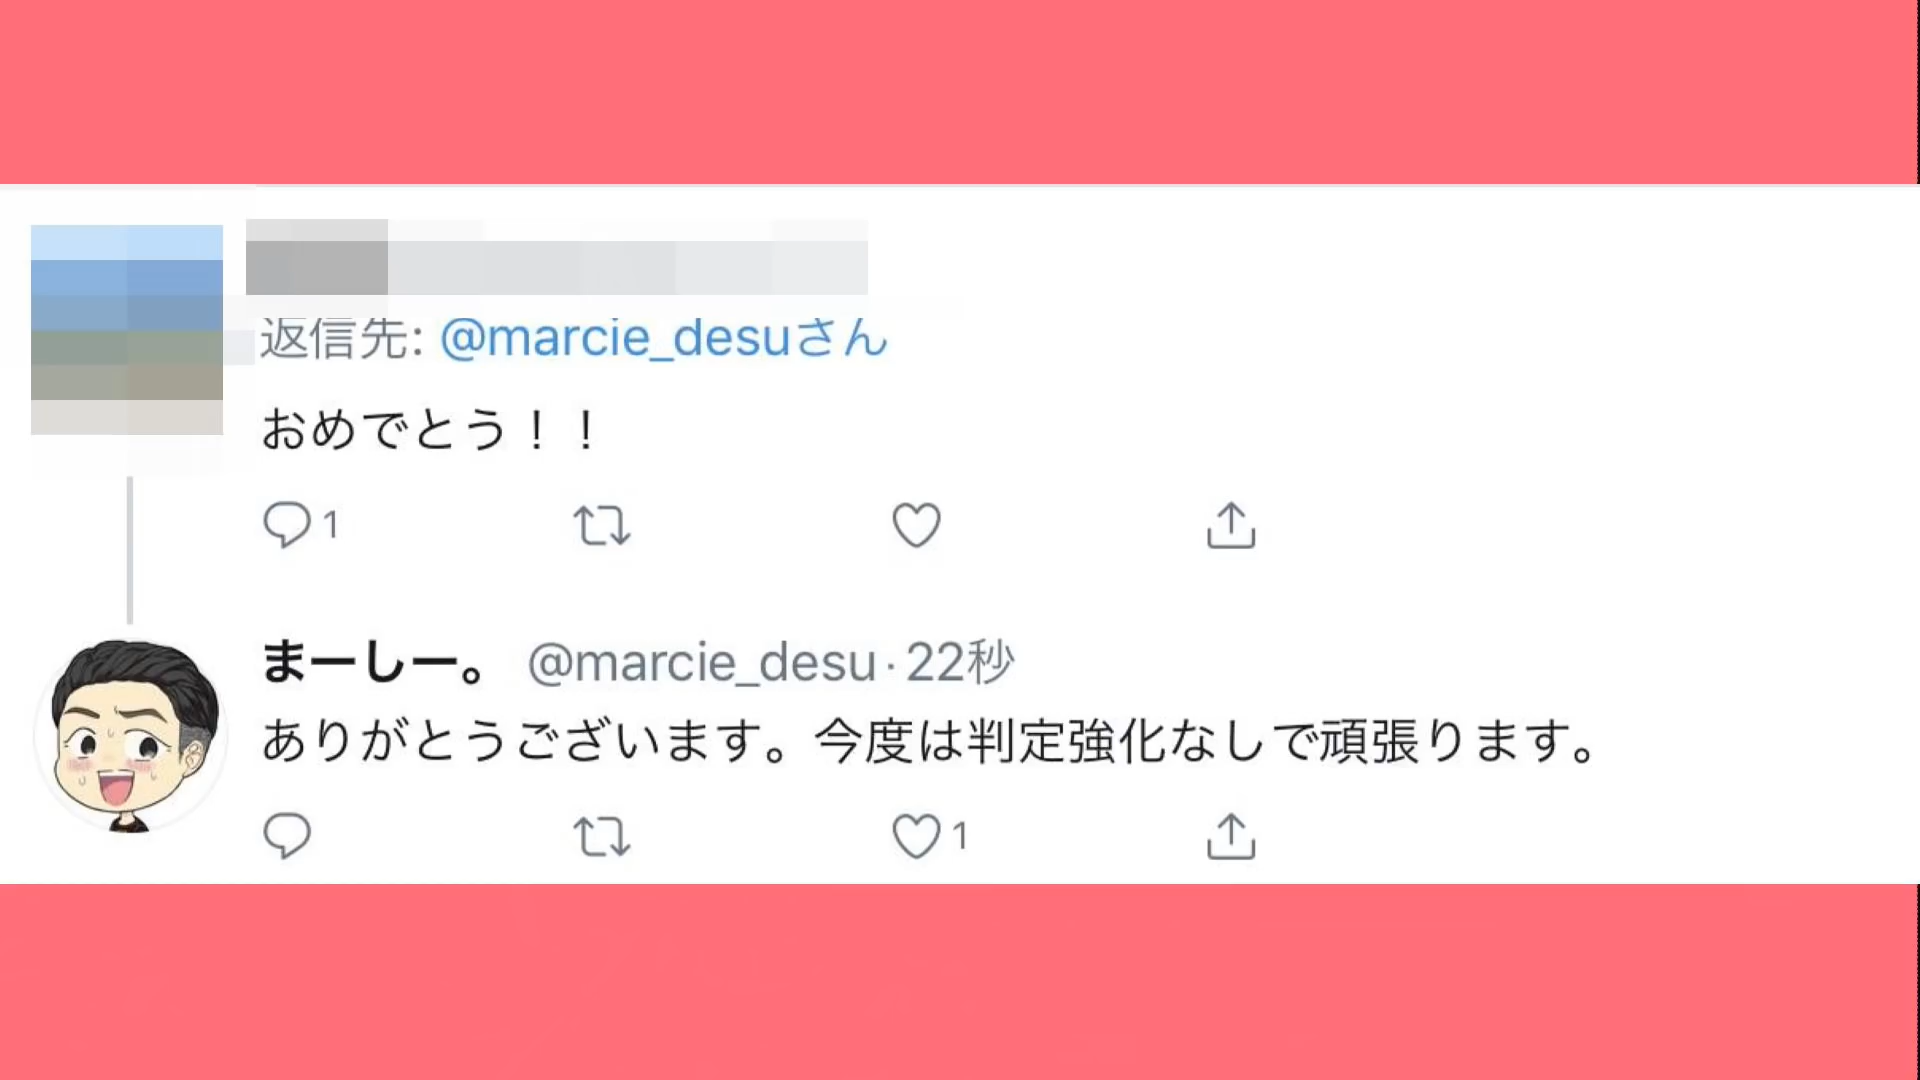 返信先: @marcie_desuさん
おめでとう！！
1
まーしー。 @marcie_desu · 22秒
ありがとうございます。今度は判定強化なしで頑張ります。
1